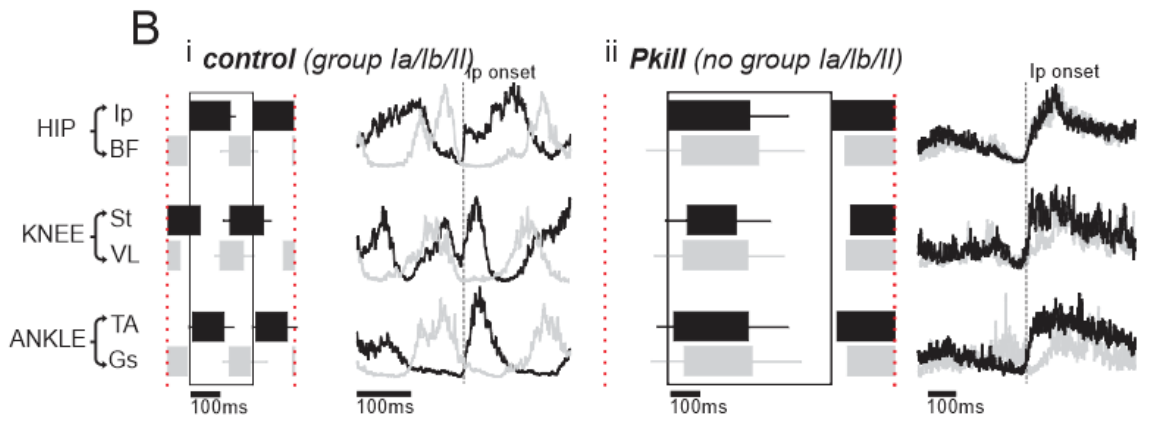 B
i control (group Ia/Ib/II)
ii Pkill (no group Ia/Ib/II)
Ip onset
Ip onset
HIP
Ip
BF
KNEE
St
VL
ANKLE
TA
Gs
100ms
100ms
100ms
100ms